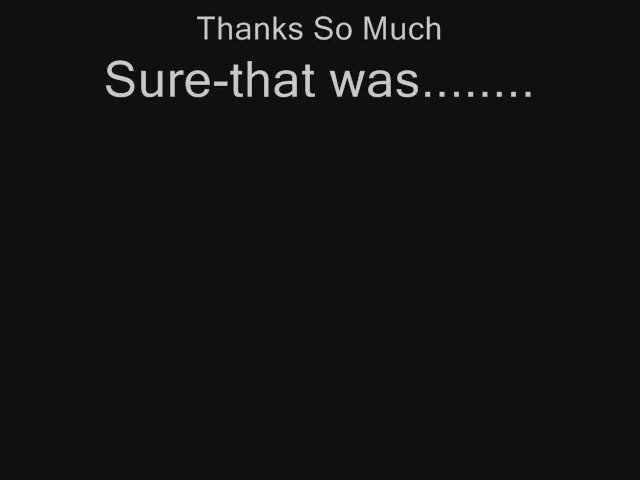 Thanks So Much
Sure-that was........